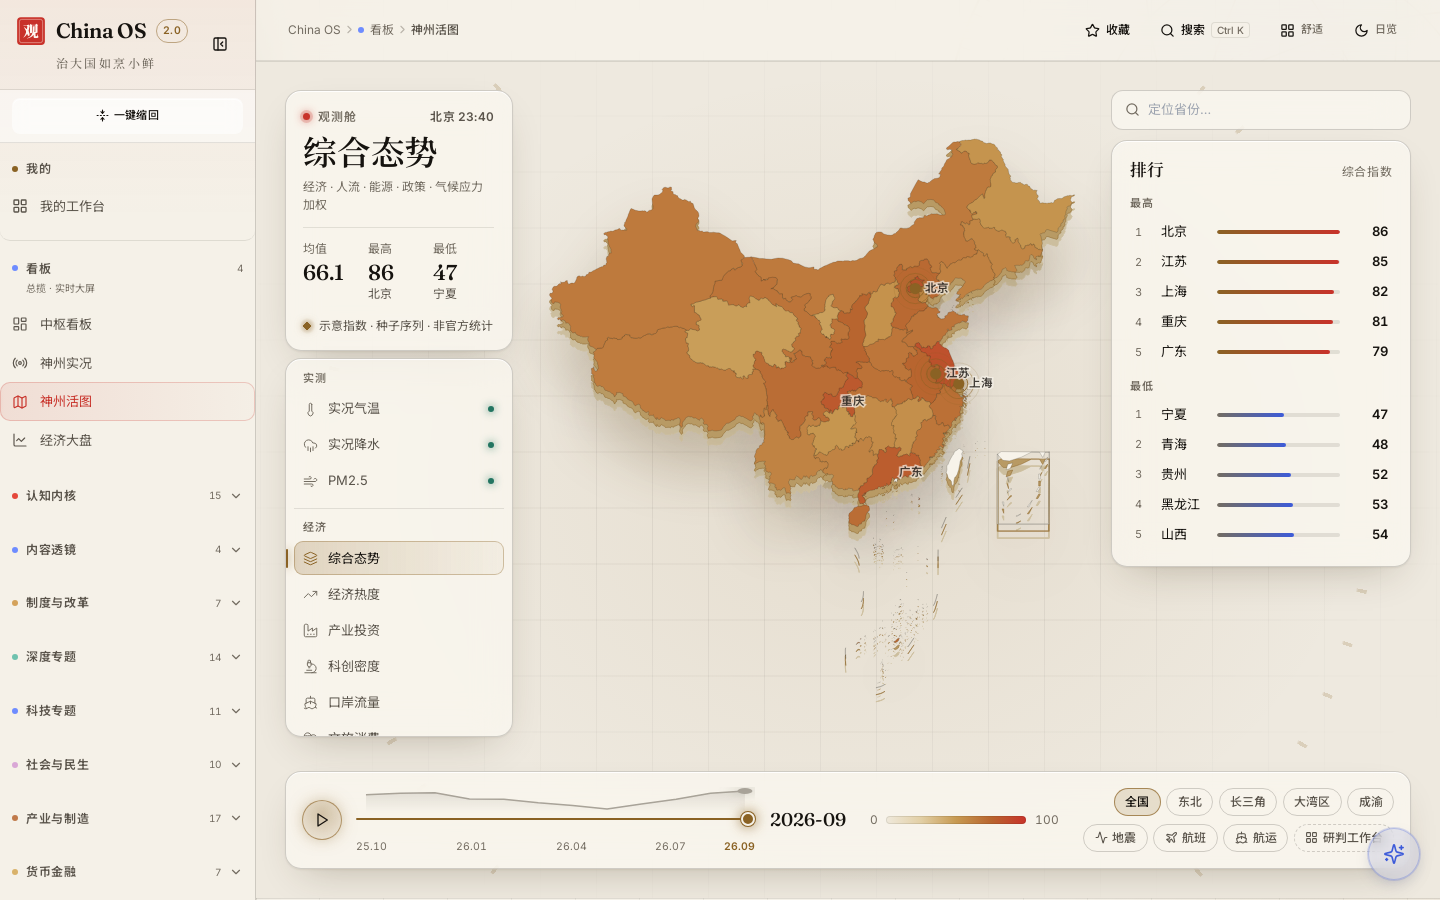 观 China OS 2.0
治大国如烹小鲜
一键缩回
我的
我的工作台
看板 4
总揽 · 实时大屏
中枢看板
神州实况
神州活图
经济大盘
认知内核 15
内容透镜 4
制度与改革 7
深度专题 14
科技专题 11
社会与民生 10
产业与制造 17
货币金融 7
China OS > 看板 > 神州活图
收藏 搜索 Ctrl K 舒适 日览
观测舱 北京 23:40
综合态势
经济 · 人流 · 能源 · 政策 · 气候应力
加权
均值 最高 最低
66.1 86 47
北京 宁夏
示意指数 · 种子序列 · 非官方统计
实测
实况气温
实况降水
PM2.5
经济
综合态势
经济热度
产业投资
科创密度
口岸流量
北京
江苏
上海
重庆
广东
定位省份...
排行 综合指数
最高
1 北京 86
2 江苏 85
3 上海 82
4 重庆 81
5 广东 79
最低
1 宁夏 47
2 青海 48
3 贵州 52
4 黑龙江 53
5 山西 54
25.10 26.01 26.04 26.07 26.09
2026-09
0 100
全国 东北 长三角 大湾区 成渝
地震 航班 航运 研判工作台